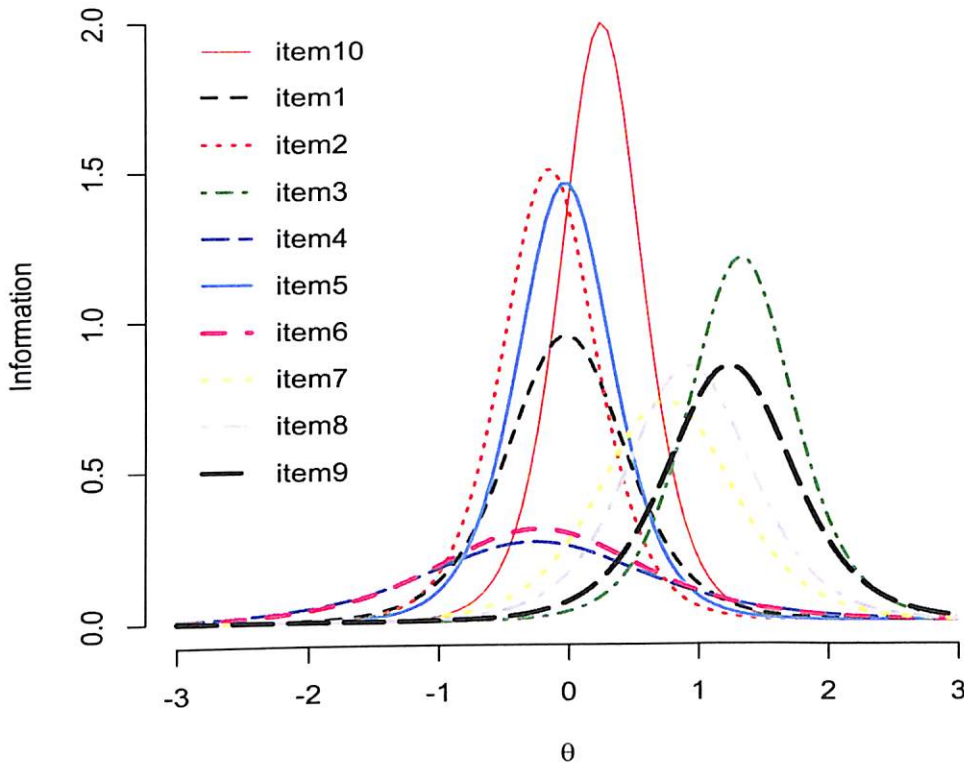 2.0
1.5
1.0
0.5
0.0
Information
item10
item1
item2
item3
item4
item5
item6
item7
item8
item9
-3 -2 -1 0 1 2 3
θ